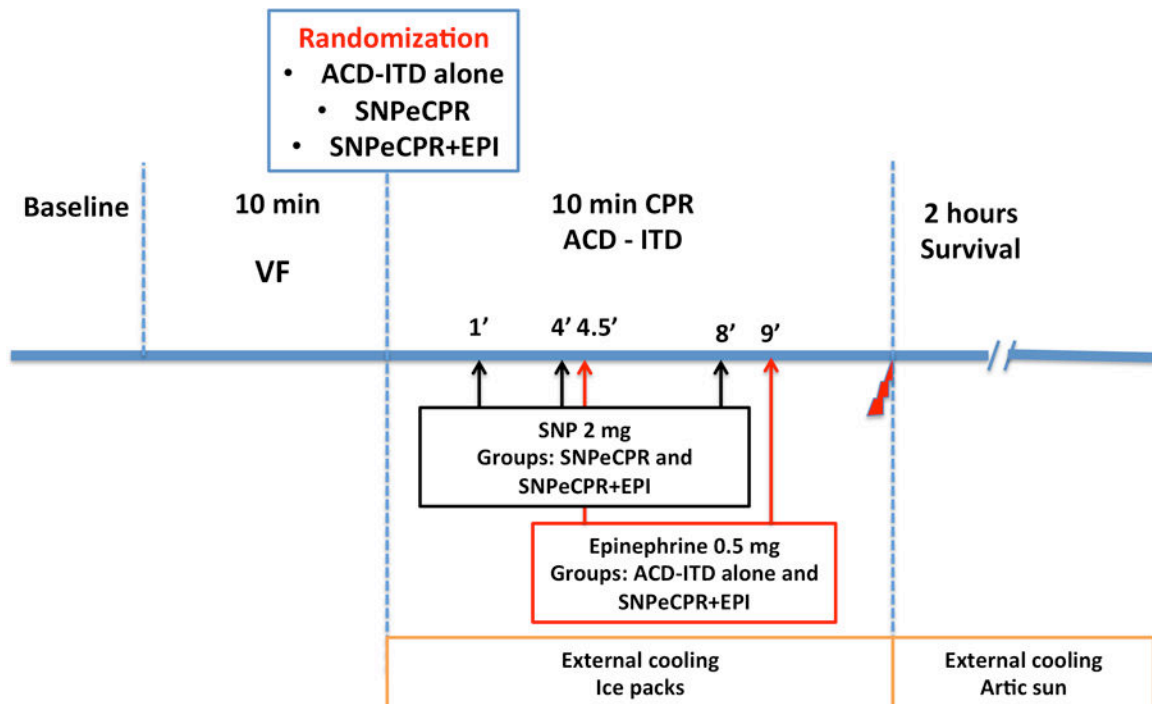 Randomization
• ACD-ITD alone
• SNPeCPR
• SNPeCPR+EPI
Baseline
10 min
VF
10 min CPR
ACD - ITD
2 hours
Survival
1’
4’
4.5’
8’
9’
SNP 2 mg
Groups: SNPeCPR and
SNPeCPR+EPI
Epinephrine 0.5 mg
Groups: ACD-ITD alone and
SNPeCPR+EPI
External cooling
Ice packs
External cooling
Artic sun